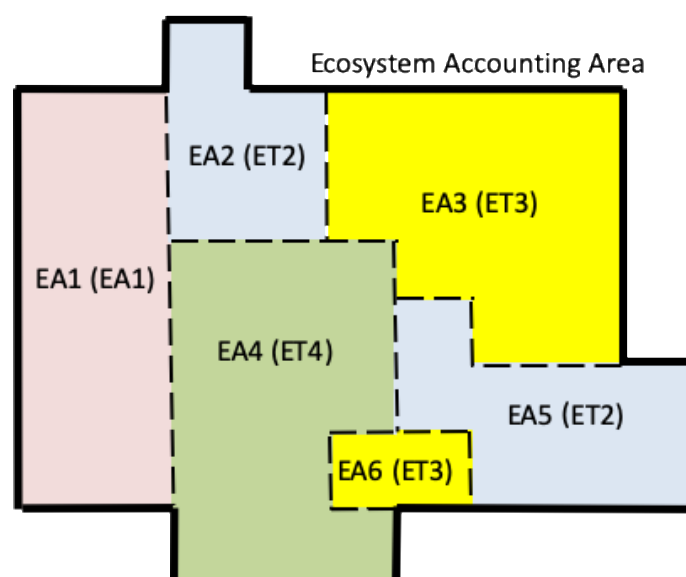 Ecosystem Accounting Area
EA2 (ET2)
EA3 (ET3)
EA1 (EA1)
EA4 (ET4)
EA5 (ET2)
EA6 (ET3)